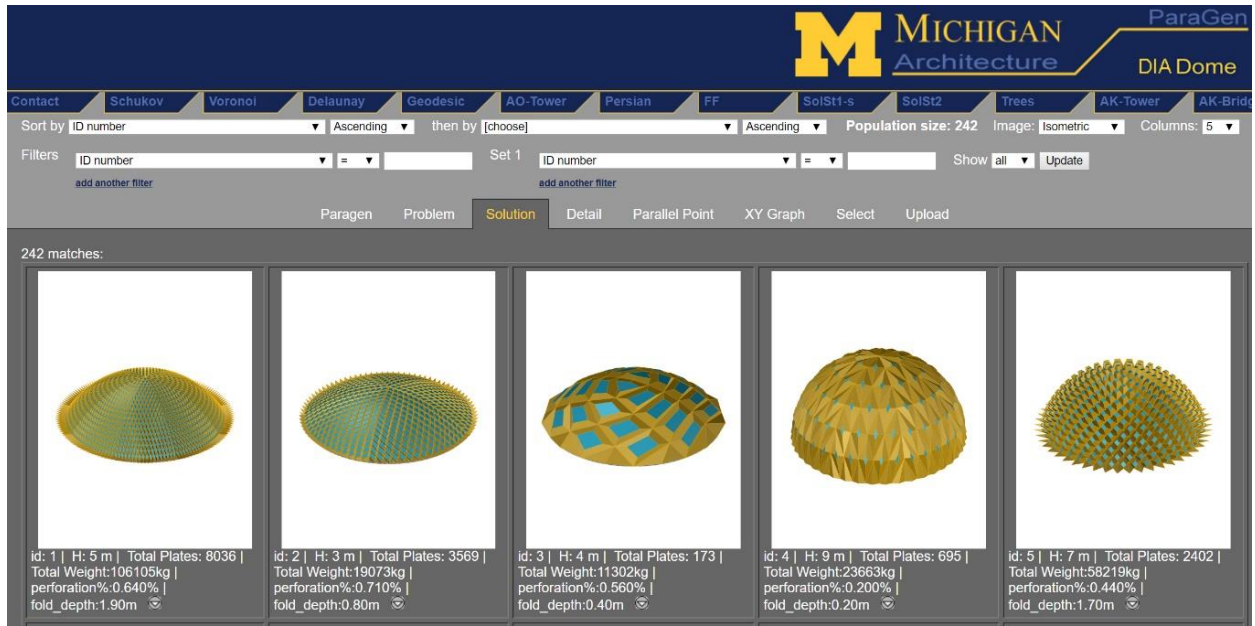 M MICHIGAN
Architecture
ParaGen
DIA Dome
Contact Schukov Voronoi Delaunay Geodesic AO-Tower Persian FF SolSt1-s SolSt2 Trees AK-Tower AK-Bridg
Sort by ID number Ascending then by [choose] Ascending Population size: 242 Image: Isometric Columns: 5
Filters ID number = Set 1 ID number = Show all Update
add another filter add another filter
Paragen Problem Solution Detail Parallel Point XY Graph Select Upload
242 matches:
id: 1 | H: 5 m | Total Plates: 8036 |
Total Weight:106105kg |
perforation%:0.640% |
fold_depth:1.90m
id: 2 | H: 3 m | Total Plates: 3569 |
Total Weight:19073kg |
perforation%:0.710% |
fold_depth:0.80m
id: 3 | H: 4 m | Total Plates: 173 |
Total Weight:11302kg |
perforation%:0.560% |
fold_depth:0.40m
id: 4 | H: 9 m | Total Plates: 695 |
Total Weight:23663kg |
perforation%:0.200% |
fold_depth:0.20m
id: 5 | H: 7 m | Total Plates: 2402 |
Total Weight:58219kg |
perforation%:0.440% |
fold_depth:1.70m